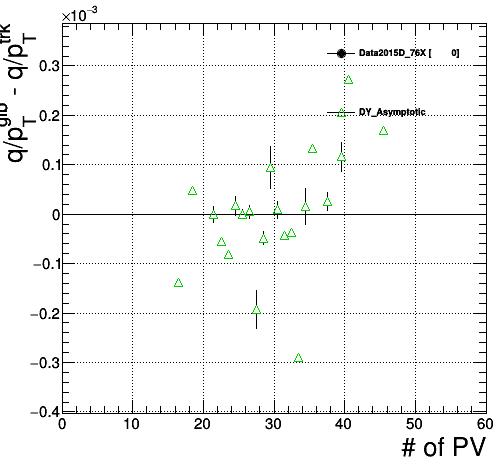 ×10⁻³
q/p_T^glb - q/p_T^trk
Data2015D_76X [ 0]
DY_Asymptotic
0.3
0.2
0.1
0
−0.1
−0.2
−0.3
−0.4
0 10 20 30 40 50 60
# of PV